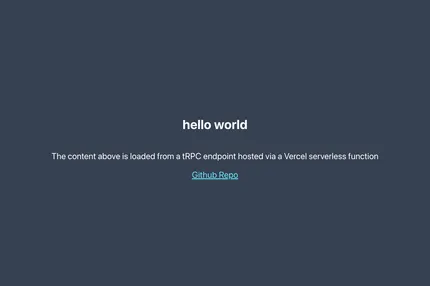 hello world
The content above is loaded from a tRPC endpoint hosted via a Vercel serverless function
Github Repo